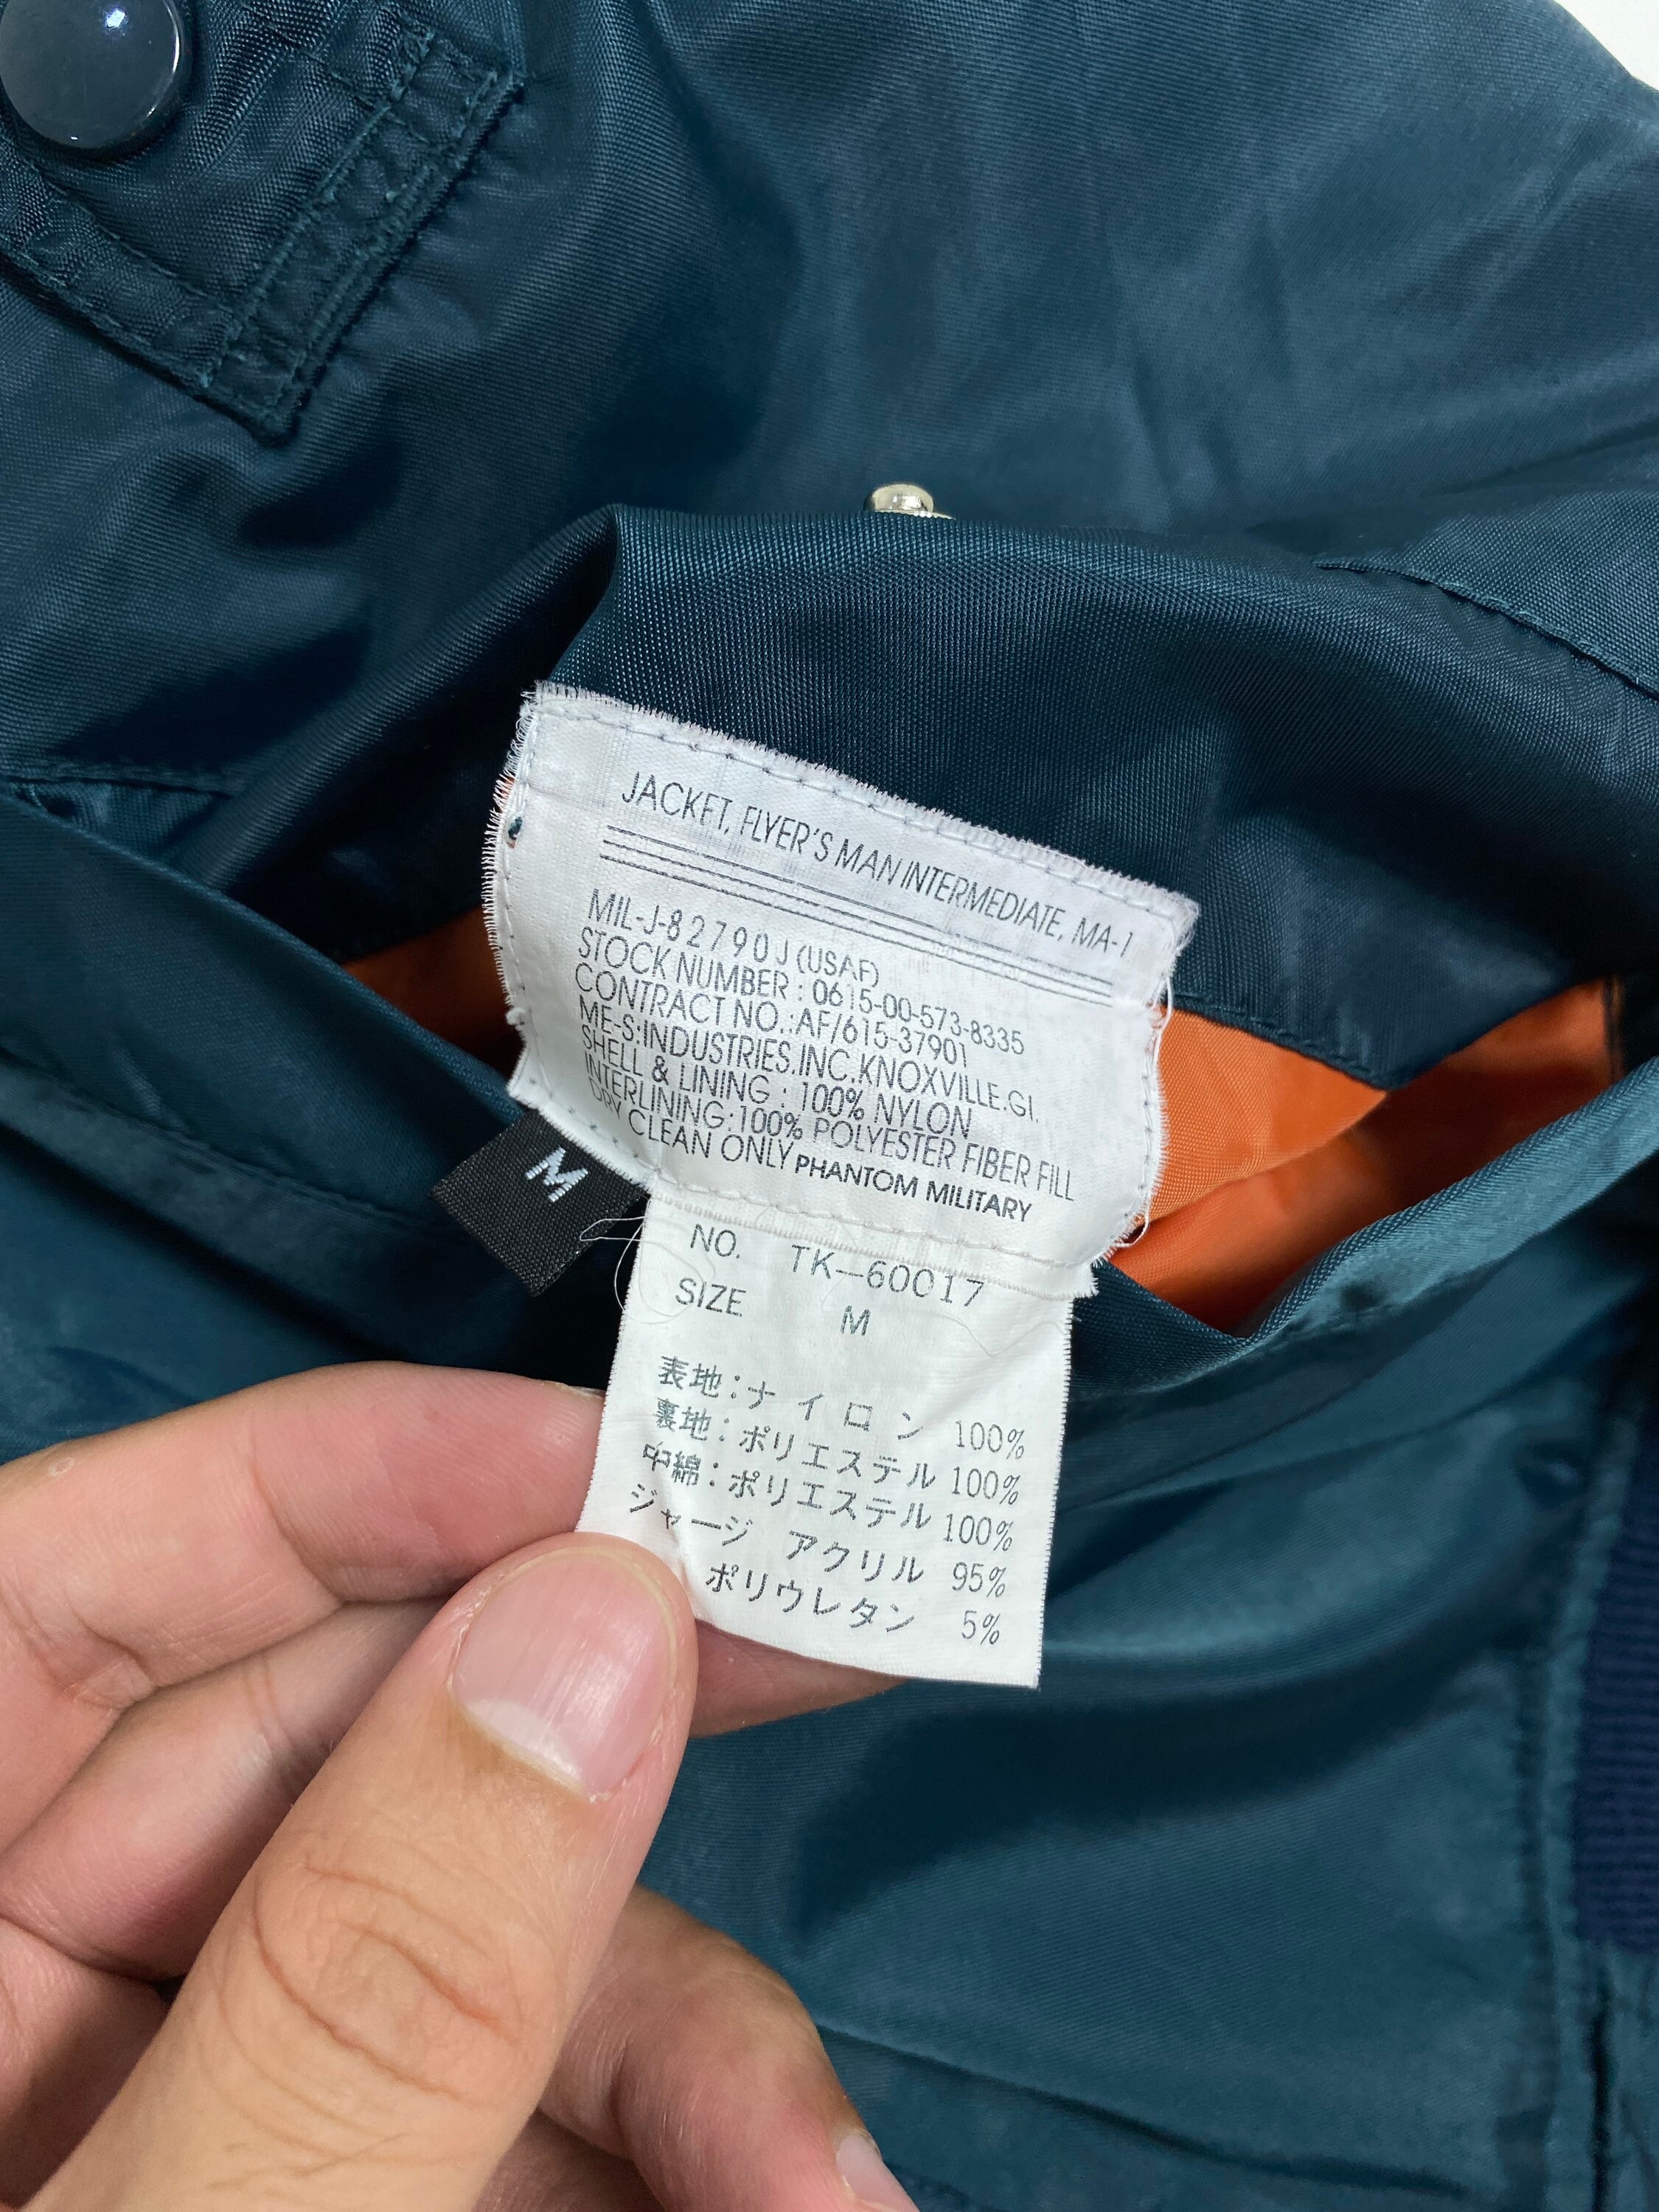 JACKET, FLYER'S MAN INTERMEDIATE, MA-1
MIL-J-82790J (USAF)
STOCK NUMBER : 0615-00-573-8335
CONTRACT NO.:AF/615-37901
ME-S:INDUSTRIES.INC.KNOXVILLE.GI.
SHELL & LINING : 100% NYLON
INTERLINING:100% POLYESTER FIBER FILL
DRY CLEAN ONLY PHANTOM MILITARY
M
NO. TK-60017
SIZE M
表地:ナイロン 100%
裏地:ポリエステル 100%
中綿:ポリエステル 100%
ジャージ アクリル 95%
ポリウレタン 5%